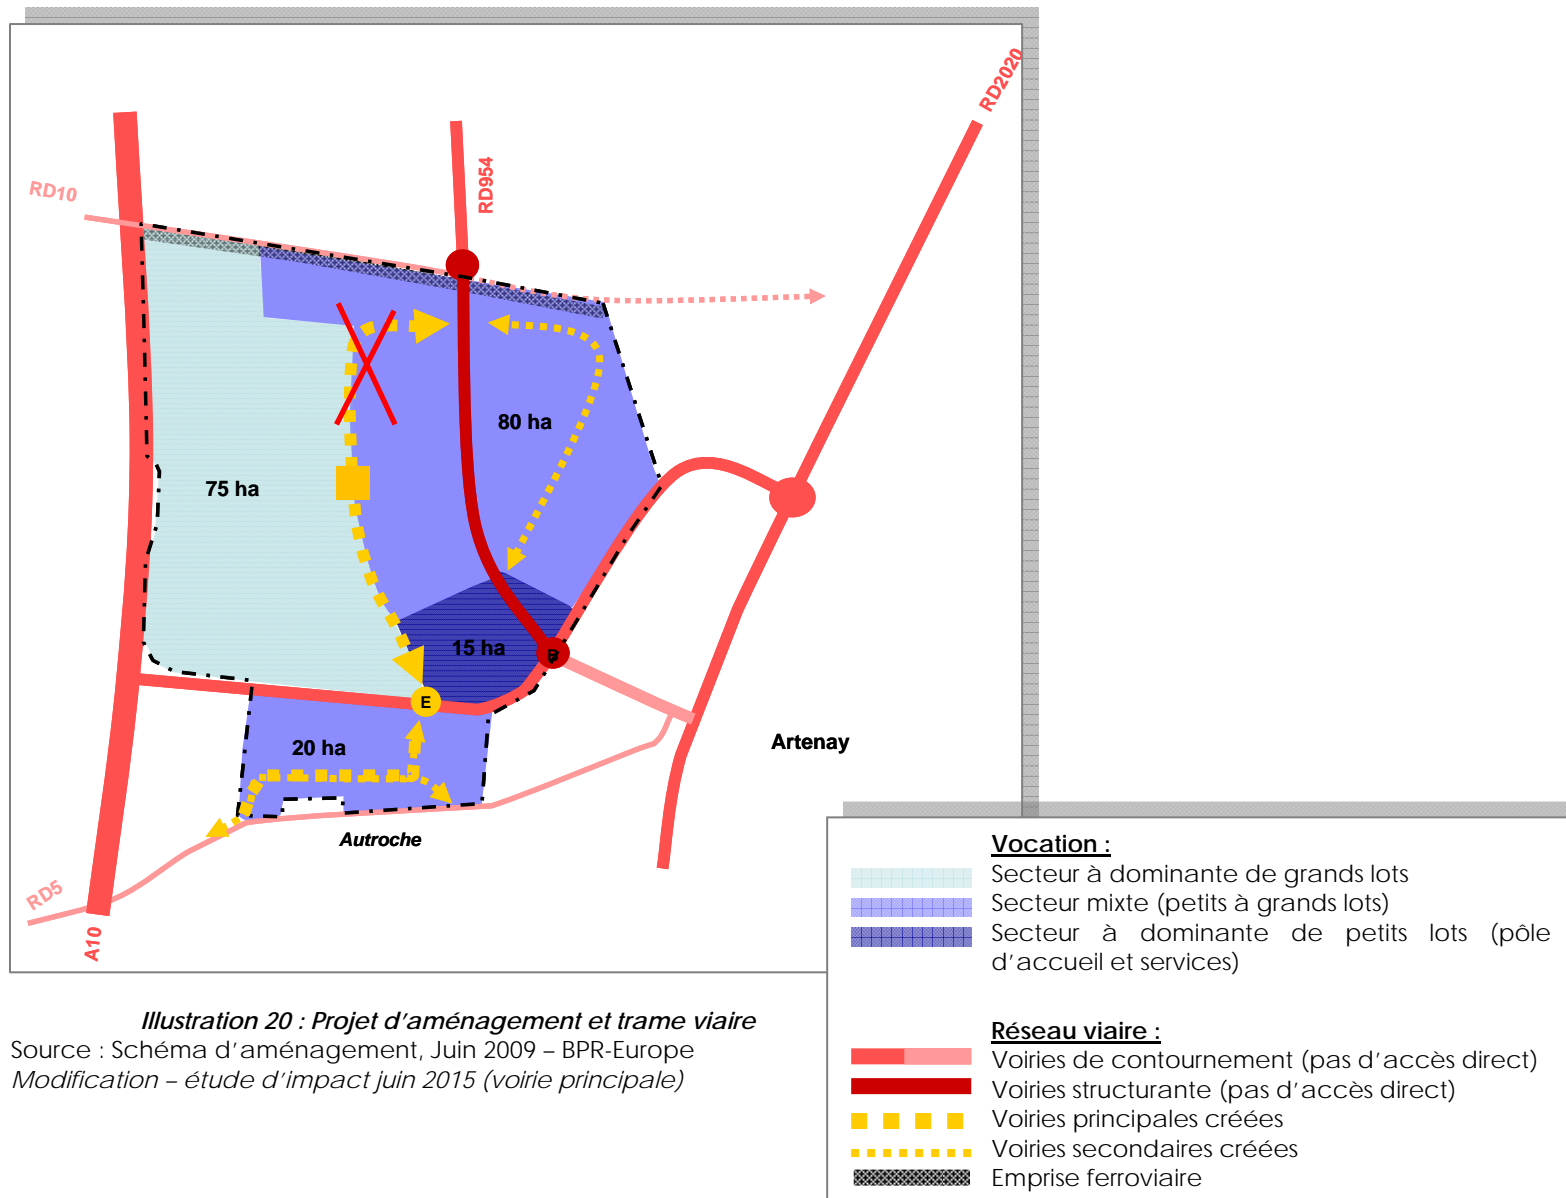 RD2020
RD954
RD10
80 ha
75 ha
15 ha
B
E
20 ha
Artenay
Autroche
RD5
A10
Vocation :
Secteur à dominante de grands lots
Secteur mixte (petits à grands lots)
Secteur à dominante de petits lots (pôle
d'accueil et services)
Réseau viaire :
Voiries de contournement (pas d'accès direct)
Voiries structurante (pas d'accès direct)
Voiries principales créées
Voiries secondaires créées
Emprise ferroviaire
Illustration 20 : Projet d'aménagement et trame viaire
Source : Schéma d'aménagement, Juin 2009 – BPR-Europe
Modification – étude d'impact juin 2015 (voirie principale)